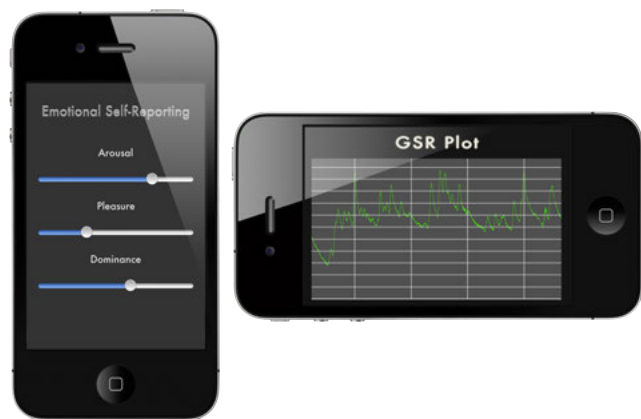 Emotional Self-Reporting
Arousal
Pleasure
Dominance
GSR Plot